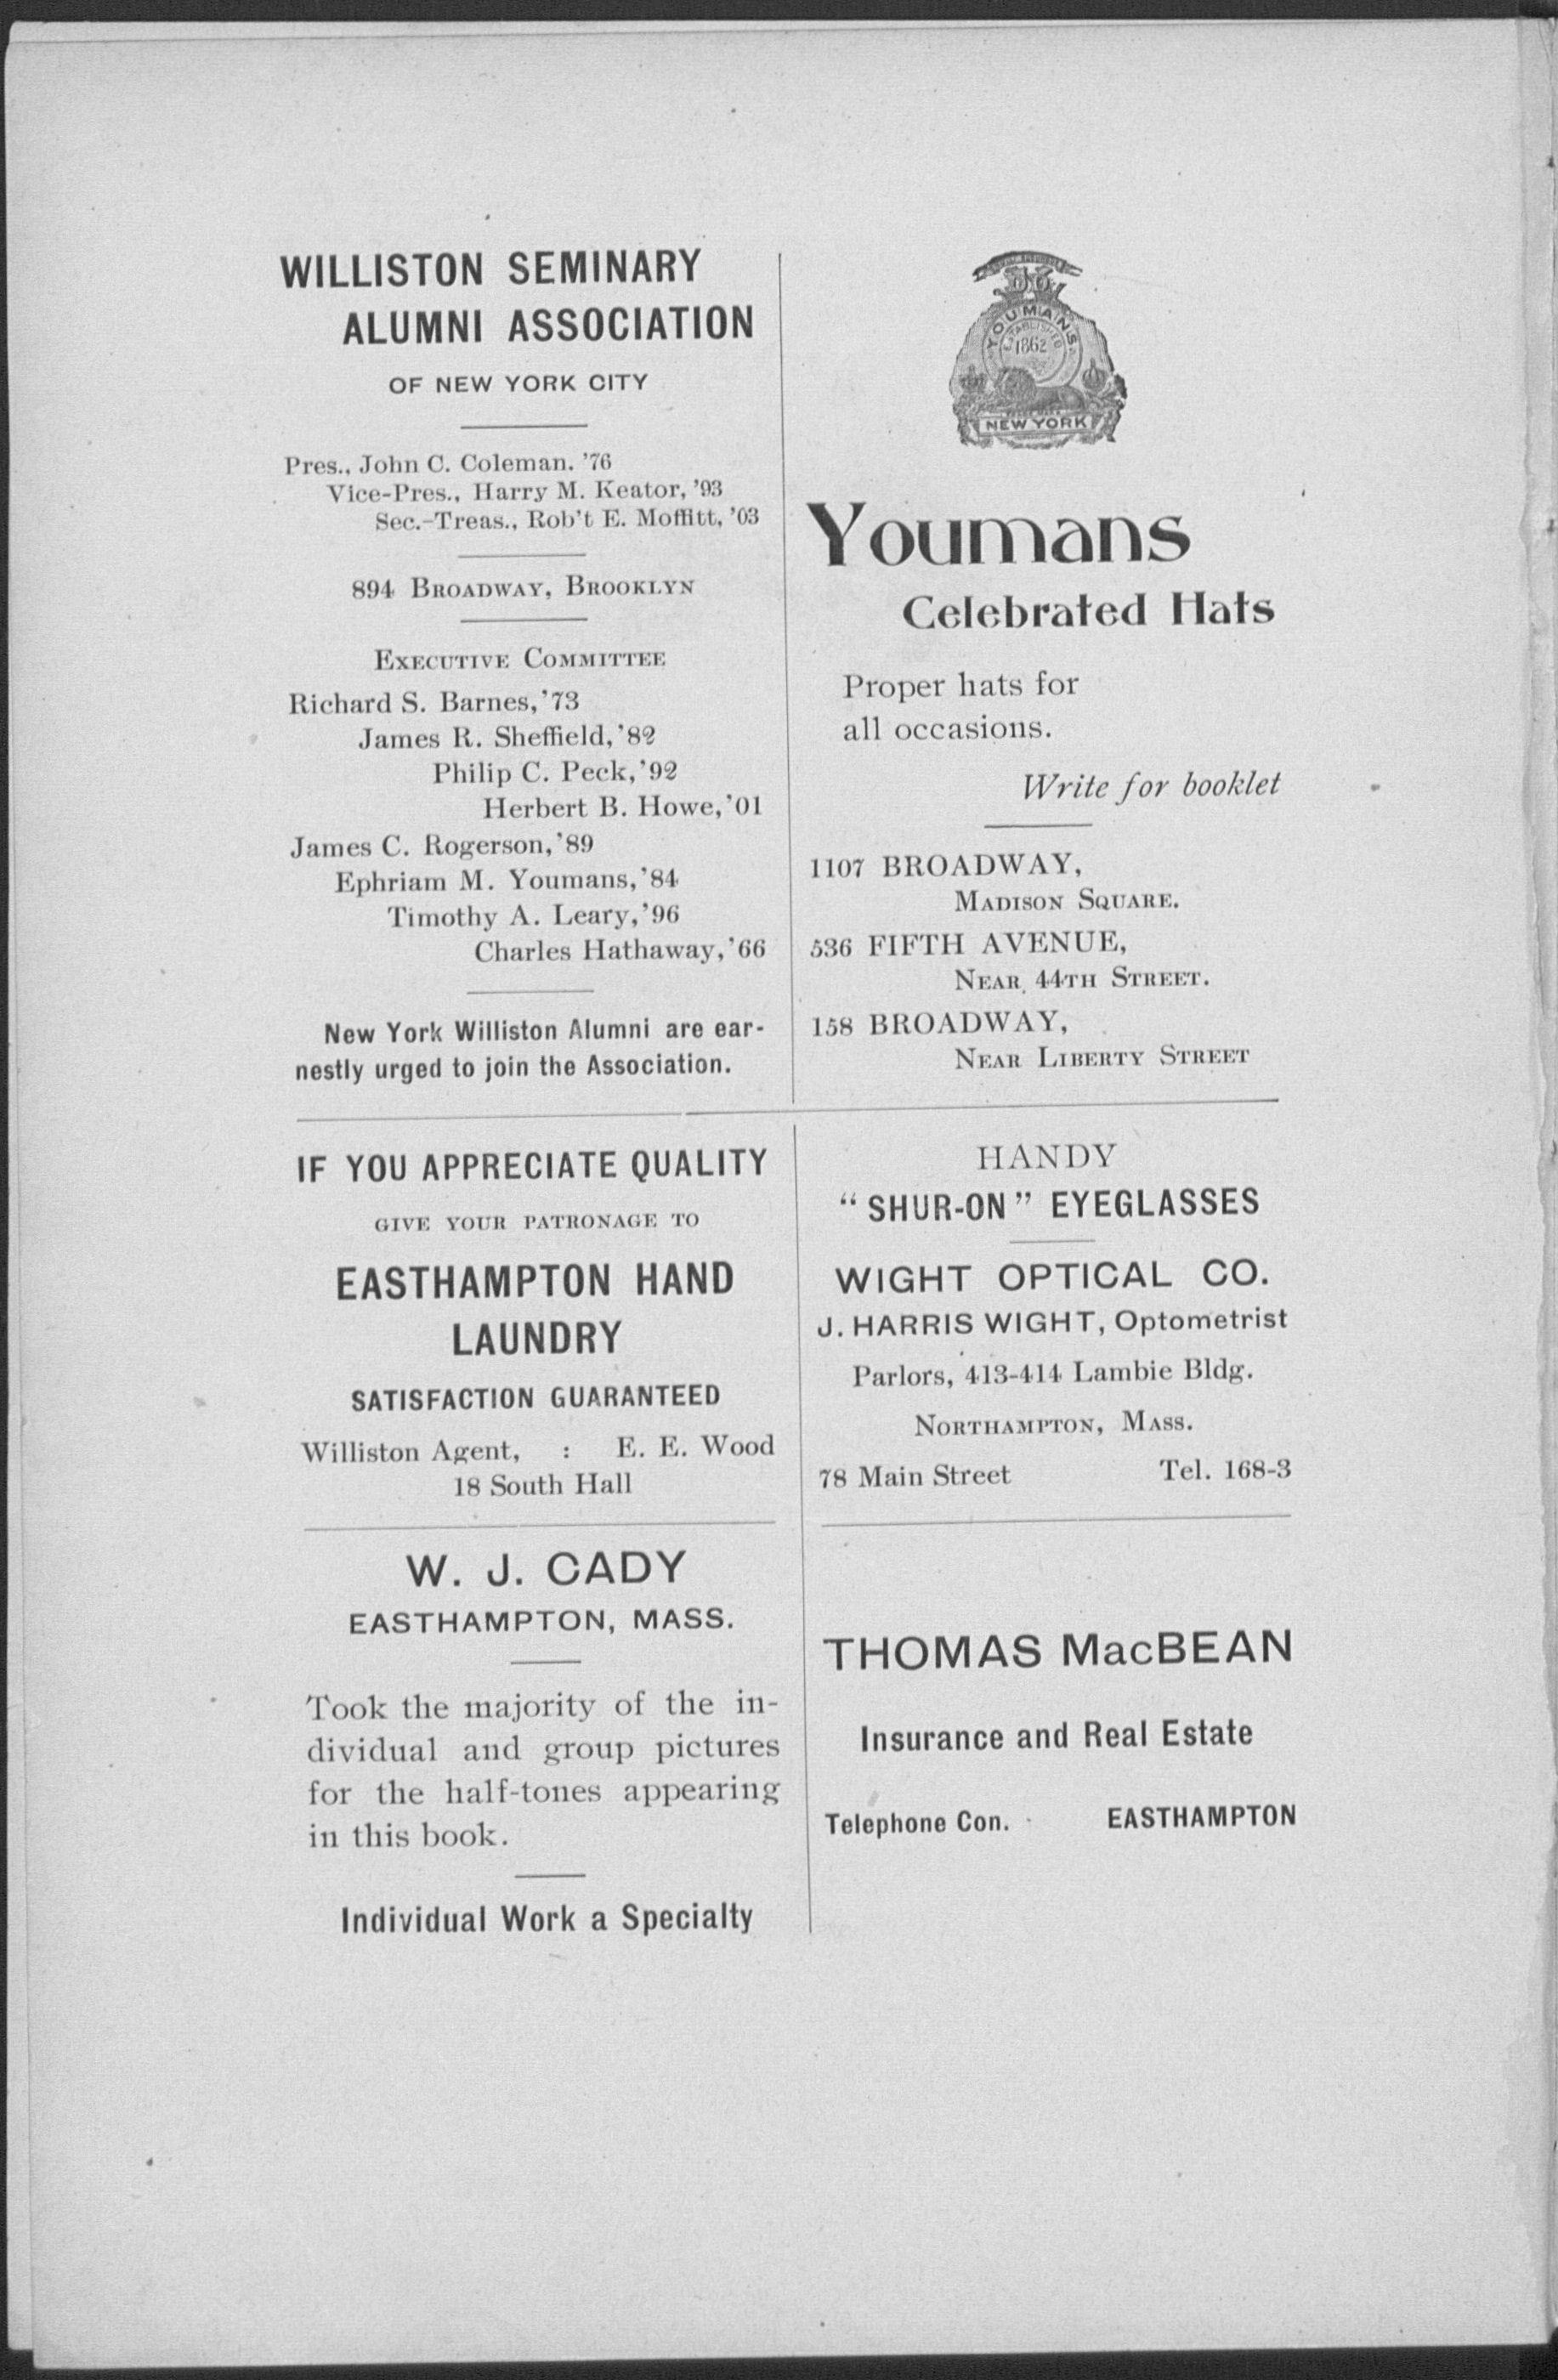 WILLISTON SEMINARY
ALUMNI ASSOCIATION
OF NEW YORK CITY
Pres., John C. Coleman. '76
Vice-Pres., Harry M. Keator, '93
Sec.-Treas., Rob't E. Moffitt, '03
894 BROADWAY, BROOKLYN
EXECUTIVE COMMITTEE
Richard S. Barnes, '73
James R. Sheffield, '82
Philip C. Peck, '92
Herbert B. Howe, '01
James C. Rogerson, '89
Ephriam M. Youmans, '84
Timothy A. Leary, '96
Charles Hathaway, '66
New York Williston Alumni are ear-
nestly urged to join the Association.
YOUMANS
ESTABLISHED
1862
NEW YORK
Youmans
Celebrated Hats
Proper hats for
all occasions.
Write for booklet
1107 BROADWAY,
MADISON SQUARE.
536 FIFTH AVENUE,
NEAR 44TH STREET.
158 BROADWAY,
NEAR LIBERTY STREET
IF YOU APPRECIATE QUALITY
GIVE YOUR PATRONAGE TO
EASTHAMPTON HAND
LAUNDRY
SATISFACTION GUARANTEED
Williston Agent, : E. E. Wood
18 South Hall
HANDY
"SHUR-ON" EYEGLASSES
WIGHT OPTICAL CO.
J. HARRIS WIGHT, Optometrist
Parlors, 413-414 Lambie Bldg.
NORTHAMPTON, MASS.
78 Main Street Tel. 168-3
W. J. CADY
EASTHAMPTON, MASS.
Took the majority of the in-
dividual and group pictures
for the half-tones appearing
in this book.
Individual Work a Specialty
THOMAS MacBEAN
Insurance and Real Estate
Telephone Con. EASTHAMPTON